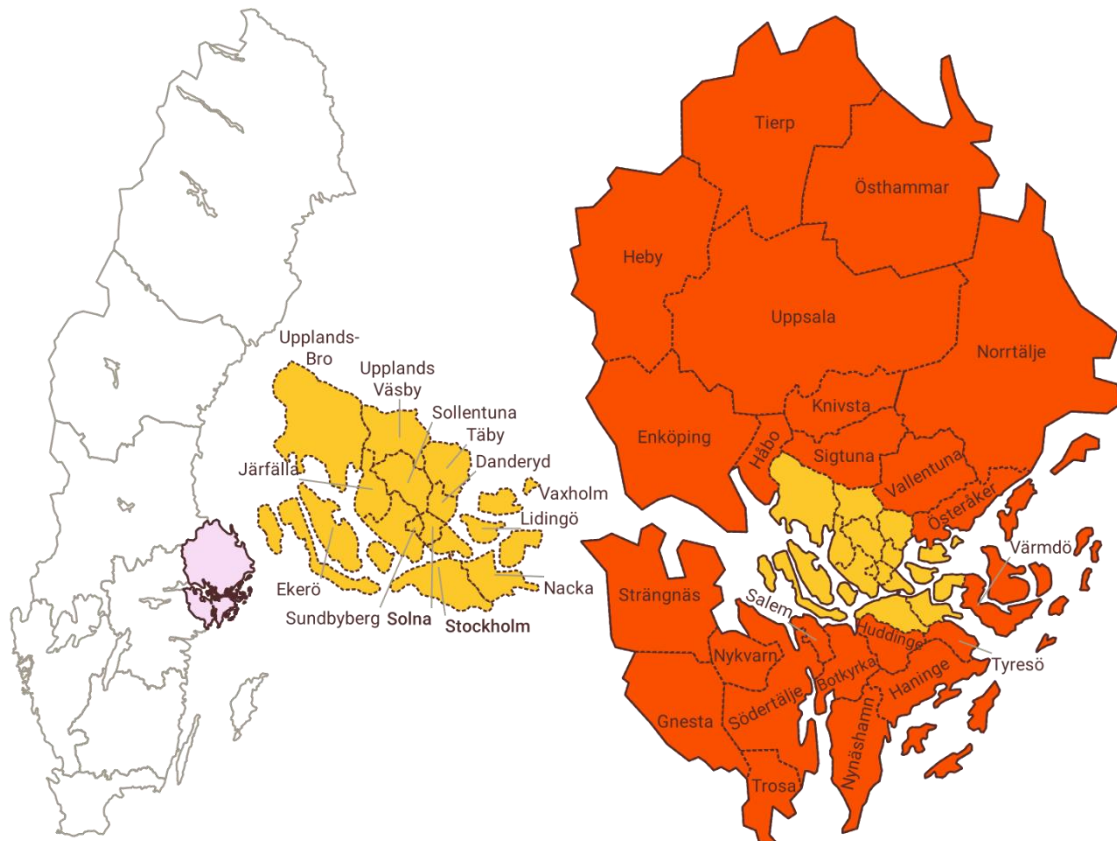 Upplands-
Bro
Upplands
Väsby
Sollentuna
Täby
Danderyd
Järfälla
Vaxholm
Lidingö
Ekerö
Nacka
Sundbyberg
Solna
Stockholm
Tierp
Östhammar
Heby
Uppsala
Norrtälje
Knivsta
Enköping
Håbo
Sigtuna
Vallentuna
Österåker
Värmdö
Strängnäs
Salem
Huddinge
Nykvarn
Botkyrka
Haninge
Tyresö
Gnesta
Södertälje
Nynäshamn
Trosa